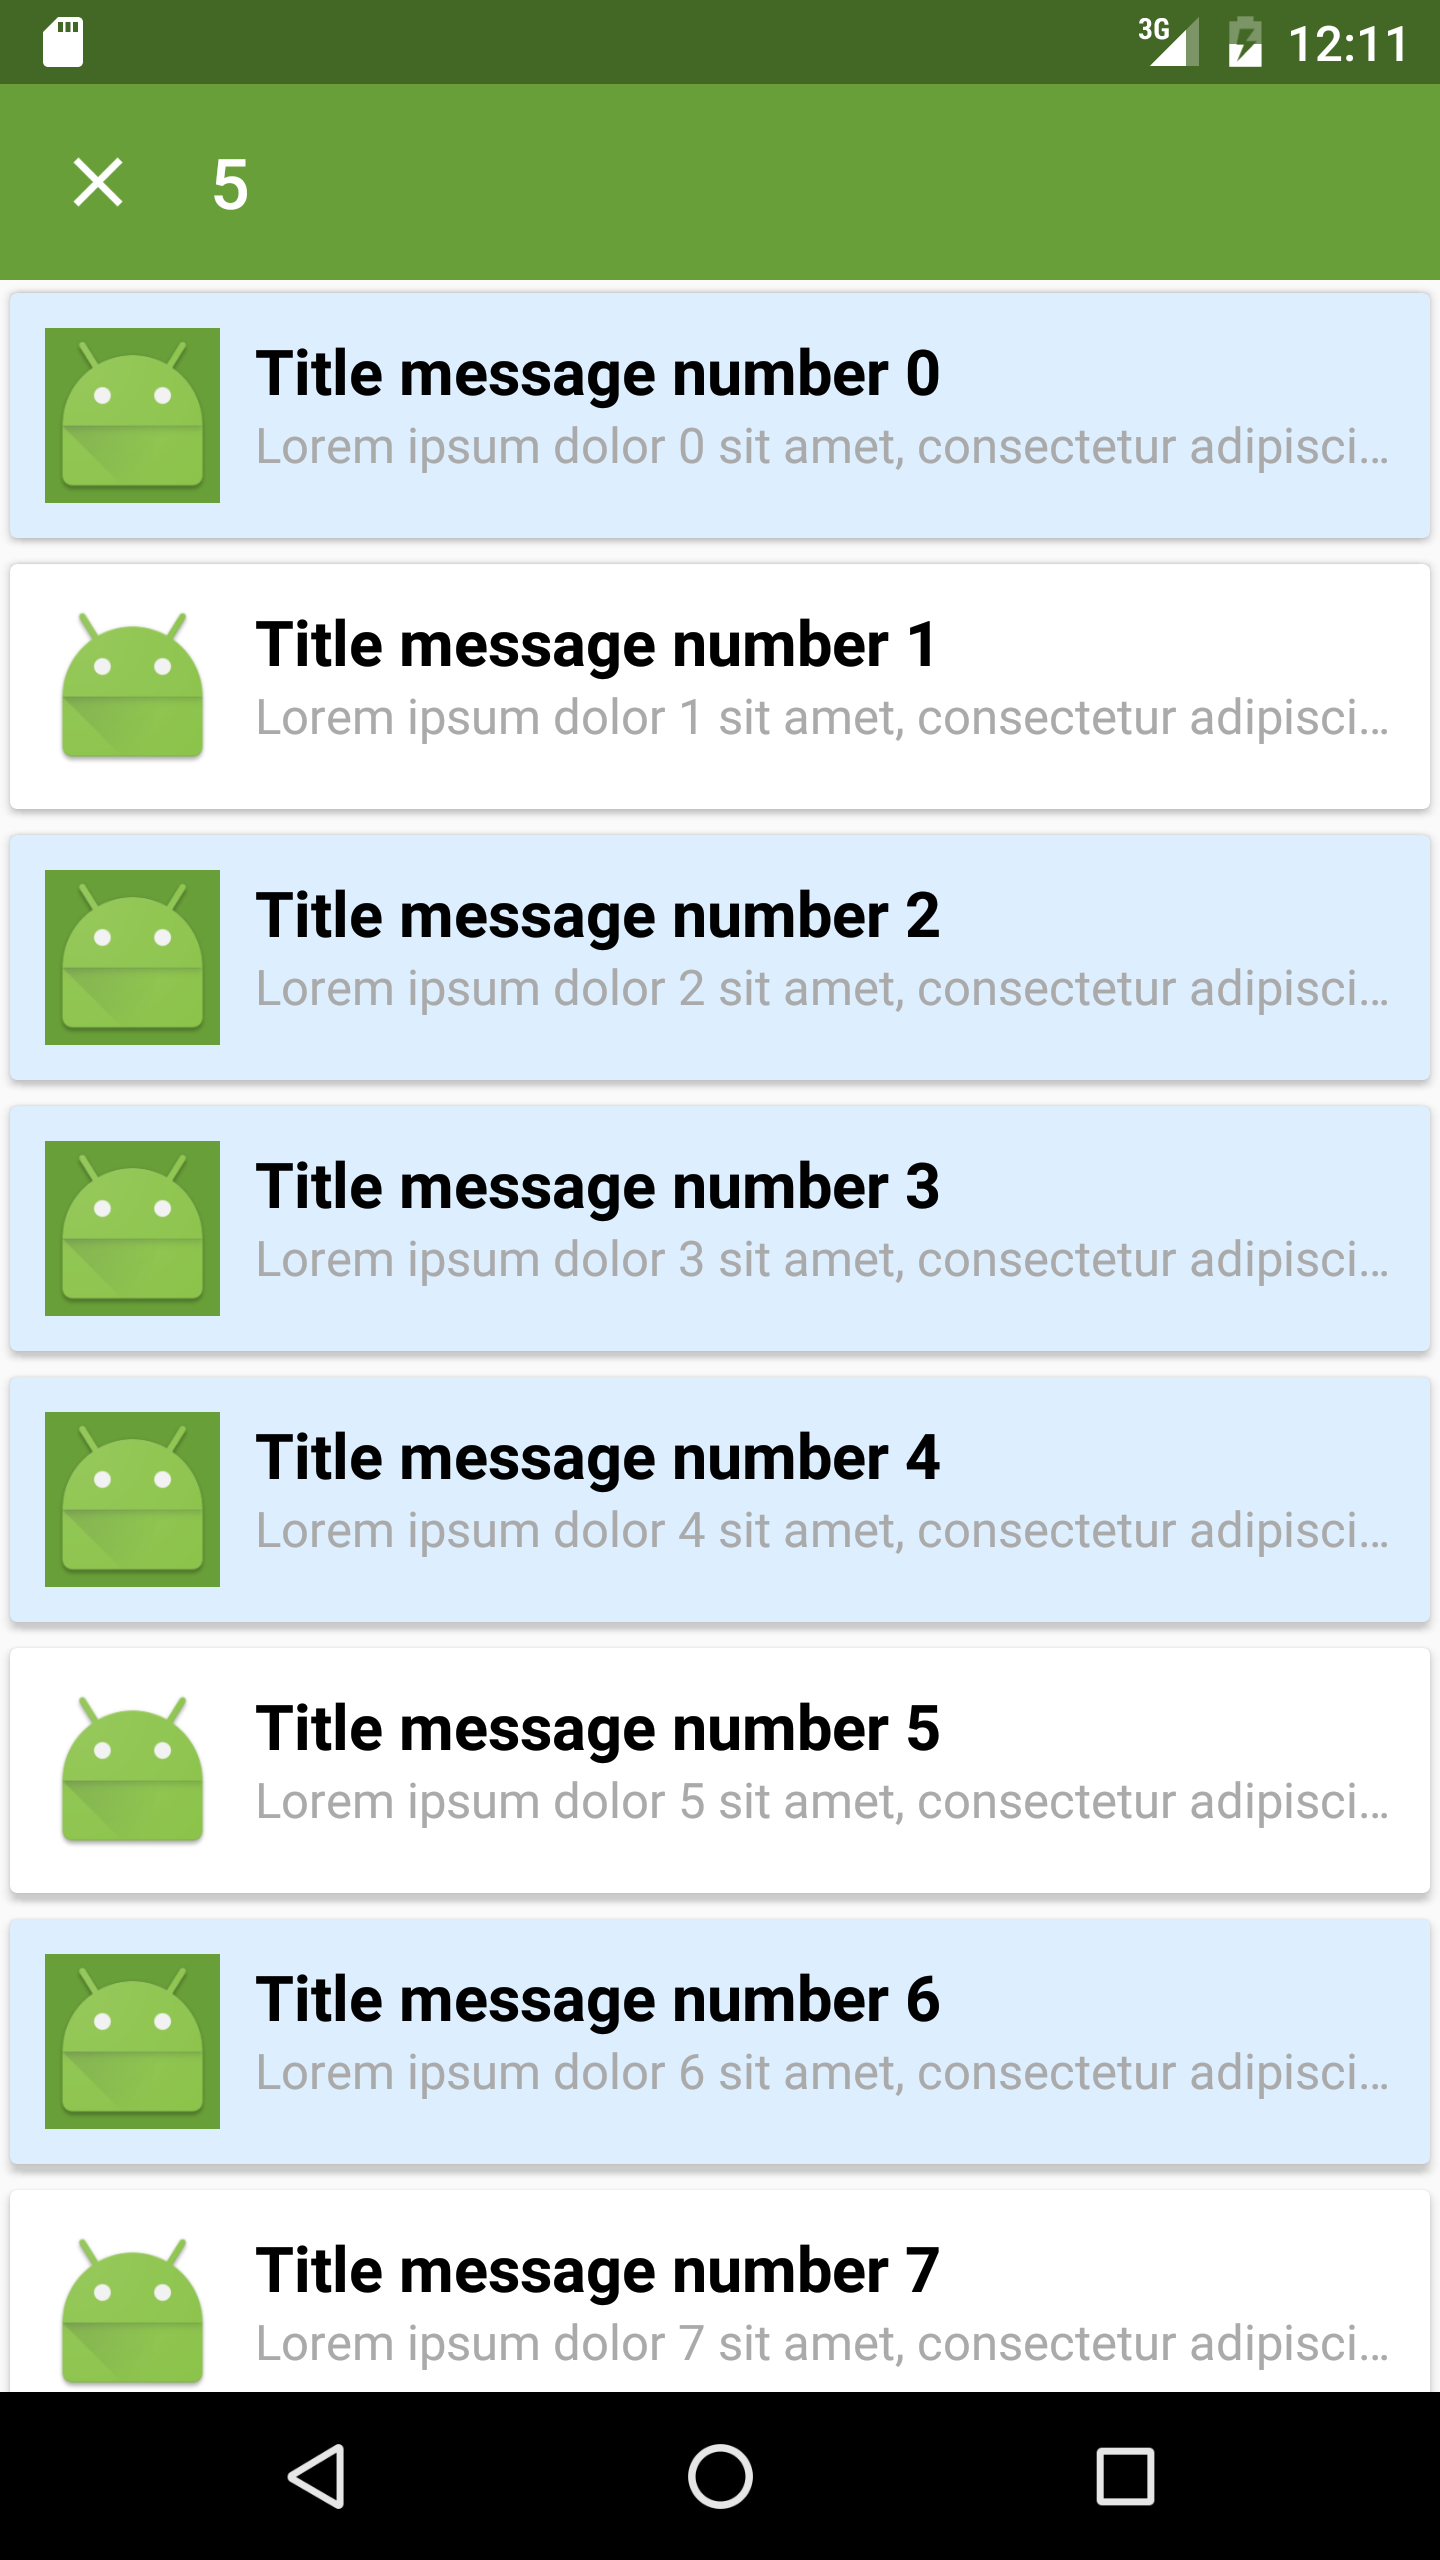 3G 12:11
5
Title message number 0
Lorem ipsum dolor 0 sit amet, consectetur adipisci...
Title message number 1
Lorem ipsum dolor 1 sit amet, consectetur adipisci...
Title message number 2
Lorem ipsum dolor 2 sit amet, consectetur adipisci...
Title message number 3
Lorem ipsum dolor 3 sit amet, consectetur adipisci...
Title message number 4
Lorem ipsum dolor 4 sit amet, consectetur adipisci...
Title message number 5
Lorem ipsum dolor 5 sit amet, consectetur adipisci...
Title message number 6
Lorem ipsum dolor 6 sit amet, consectetur adipisci...
Title message number 7
Lorem ipsum dolor 7 sit amet, consectetur adipisci...